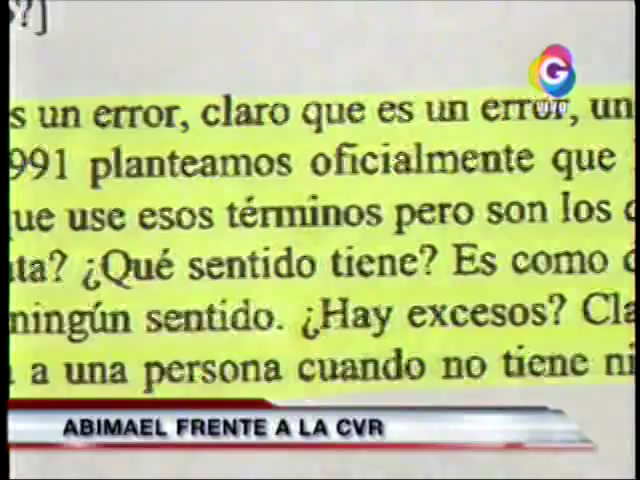 ?]
G
VIVO
s un error, claro que es un error, un
991 planteamos oficialmente que
ue use esos términos pero son los
ta? ¿Qué sentido tiene? Es como
ningún sentido. ¿Hay excesos? Cla
a una persona cuando no tiene ni
ABIMAEL FRENTE A LA CVR